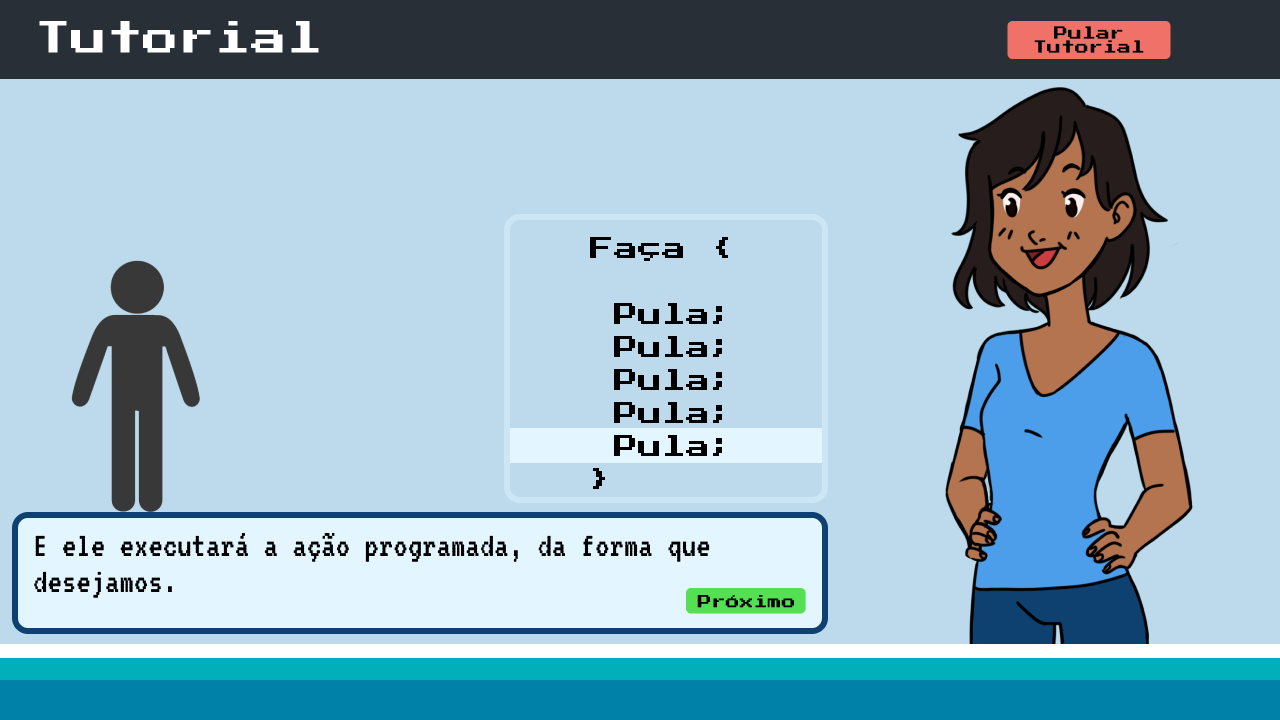 Tutorial
Pular
Tutorial
Faça {
Pula;
Pula;
Pula;
Pula;
Pula;
}
E ele executará a ação programada, da forma que
desejamos.
Próximo